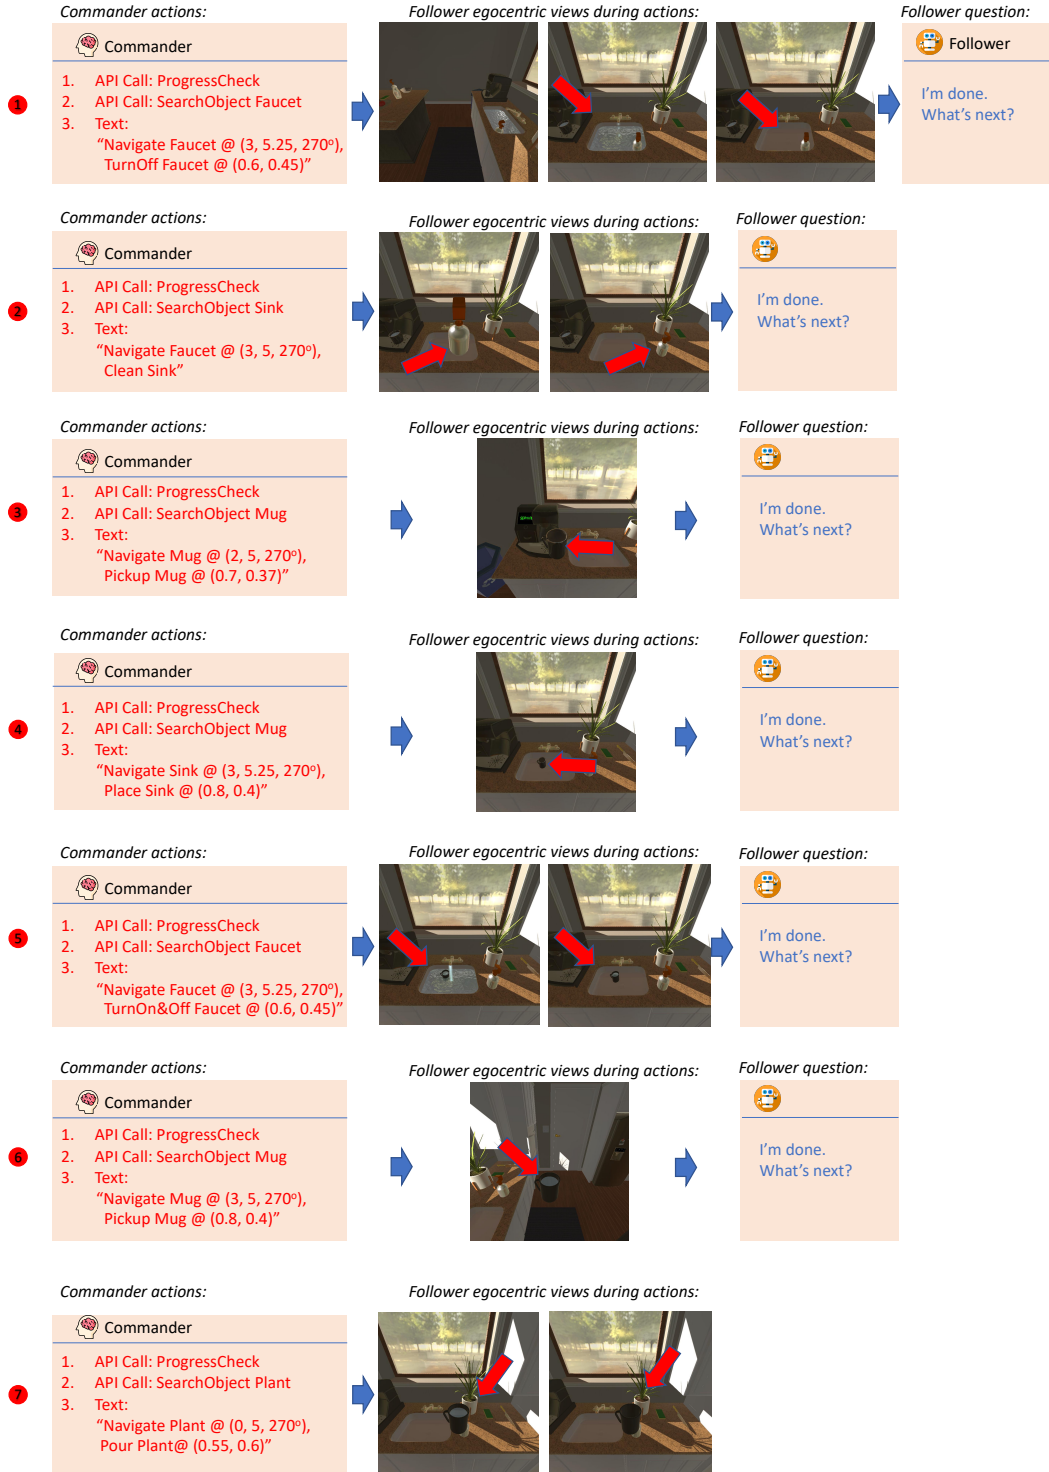 Commander actions:
Follower egocentric views during actions:
Follower question:
1
Commander
1. API Call: ProgressCheck
2. API Call: SearchObject Faucet
3. Text:
“Navigate Faucet @ (3, 5.25, 270°),
TurnOff Faucet @ (0.6, 0.45)”
Follower
I’m done.
What’s next?
Commander actions:
Follower egocentric views during actions:
Follower question:
2
Commander
1. API Call: ProgressCheck
2. API Call: SearchObject Sink
3. Text:
“Navigate Faucet @ (3, 5, 270°),
Clean Sink”
I’m done.
What’s next?
Commander actions:
Follower egocentric views during actions:
Follower question:
3
Commander
1. API Call: ProgressCheck
2. API Call: SearchObject Mug
3. Text:
“Navigate Mug @ (2, 5, 270°),
Pickup Mug @ (0.7, 0.37)”
I’m done.
What’s next?
Commander actions:
Follower egocentric views during actions:
Follower question:
4
Commander
1. API Call: ProgressCheck
2. API Call: SearchObject Mug
3. Text:
“Navigate Sink @ (3, 5.25, 270°),
Place Sink @ (0.8, 0.4)”
I’m done.
What’s next?
Commander actions:
Follower egocentric views during actions:
Follower question:
5
Commander
1. API Call: ProgressCheck
2. API Call: SearchObject Faucet
3. Text:
“Navigate Faucet @ (3, 5.25, 270°),
TurnOn&Off Faucet @ (0.6, 0.45)”
I’m done.
What’s next?
Commander actions:
Follower egocentric views during actions:
Follower question:
6
Commander
1. API Call: ProgressCheck
2. API Call: SearchObject Mug
3. Text:
“Navigate Mug @ (3, 5, 270°),
Pickup Mug @ (0.8, 0.4)”
I’m done.
What’s next?
Commander actions:
Follower egocentric views during actions:
7
Commander
1. API Call: ProgressCheck
2. API Call: SearchObject Plant
3. Text:
“Navigate Plant @ (0, 5, 270°),
Pour Plant@ (0.55, 0.6)”